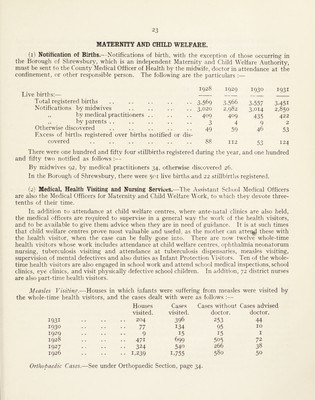 23
MATERNITY AND CHILD WELFARE.
(1) Notification of Births.—Notifications of birth, with the exception of those occurring in
the Borough of Shrewsbury, which is an independent Maternity and Child Welfare Authority,
must be sent to the County Medical Officer of Health by the midwife, doctor in attendance at the
confinement, or other responsible person. The following are the particulars :—
1928 1929 1930 1931
Live births:—
Total registered births .. .. .. .. 3,569 3,566 3,557 3,451
Notifications by midwives .. .. .. 3,020 2,982 3,014 2,850
„ by medical practitioners .. .. .. 409 409 435 422
„ by parents .. .. .. .. .. 3 4 9 2
Otherwise discovered .. .. .. .. 49 59 46 53
Excess of births registered over births notified or dis-
covered .. .. .. .. .. 88 112 53 124
There were one hundred and fifty four stillbirths registered during the year, and one hundred
and fifty two notified as follows :—
By midwives 92, by medical practitioners 34, otherwise discovered 26.
In the Borough of Shrewsbury, there were 501 live births and 22 stillbirths registered.
(2) Medical, Health Visiting and Nursing Services.—The Assistant School Medical Officers
are also the Medical Officers for Maternity and Child Welfare Work, to which they devote three-
tenths of their time.
In addition to attendance at child welfare centres, where ante-natal clinics are also held,
the medical officers are required to supervise in a general way the work of the health visitors,
and to be available to give them advice when they are in need of guidance. It is at such times
that child welfare centres prove most valuable and useful, as the mother can attend these with
the health visitor, when the case can be fully gone into. There are now twelve whole-time
health visitors whose work includes attendance at child welfare centres, ophthalmia neonatorum
nursing, tuberculosis visiting and attendance at tuberculosis dispensaries, measles visiting,
supervision of mental defectives and also duties as Infant Protection Visitors. Ten of the whole-
time health visitors are also engaged in school work and attend school medical inspections, school
clinics, eye clinics, and visit physically defective school children. In addition, 72 district nurses
are also part-time health visitors.
Measles Visiting.—Houses in which infants were suffering from measles were visited by
the whole-time health visitors, and the cases dealt with were as follows :—
Houses Cases Cases without Cases advised
visited. visited. doctor. doctor.
1931 .. .. .. 204 396 253 44
1930 .. .. .. 77 134 95 10
1929 .. .. .. 9 15 15 1
1928 .. .. .. 471 699 505 72
1927 .. .. .. 324 540 266 38
1926 .. .. .. 1,239 1,755 580 50
Orthopaedic Cases.—See under Orthopaedic Section, page 34.